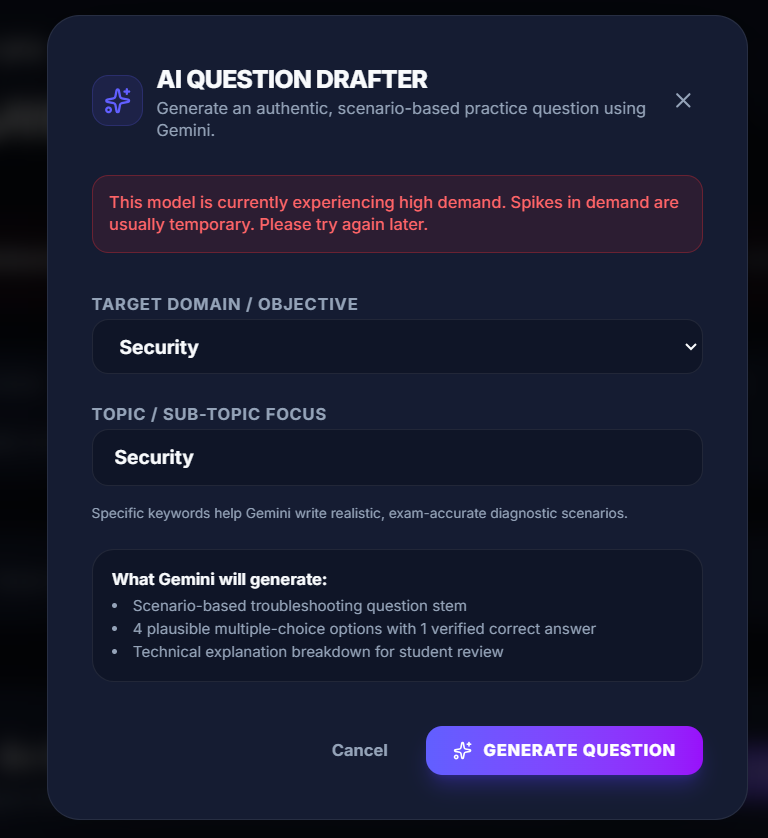 AI QUESTION DRAFTER
Generate an authentic, scenario-based practice question using
Gemini.
This model is currently experiencing high demand. Spikes in demand are
usually temporary. Please try again later.
TARGET DOMAIN / OBJECTIVE
Security
TOPIC / SUB-TOPIC FOCUS
Security
Specific keywords help Gemini write realistic, exam-accurate diagnostic scenarios.
What Gemini will generate:
• Scenario-based troubleshooting question stem
• 4 plausible multiple-choice options with 1 verified correct answer
• Technical explanation breakdown for student review
Cancel
GENERATE QUESTION